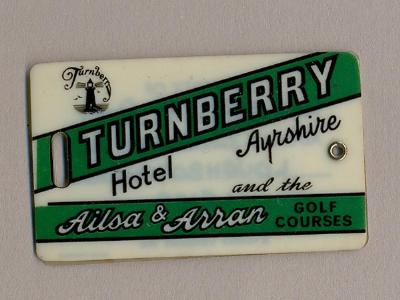 Turnberry
TURNBERRY
Hotel Ayrshire
and the
Ailsa & Arran GOLF
COURSES